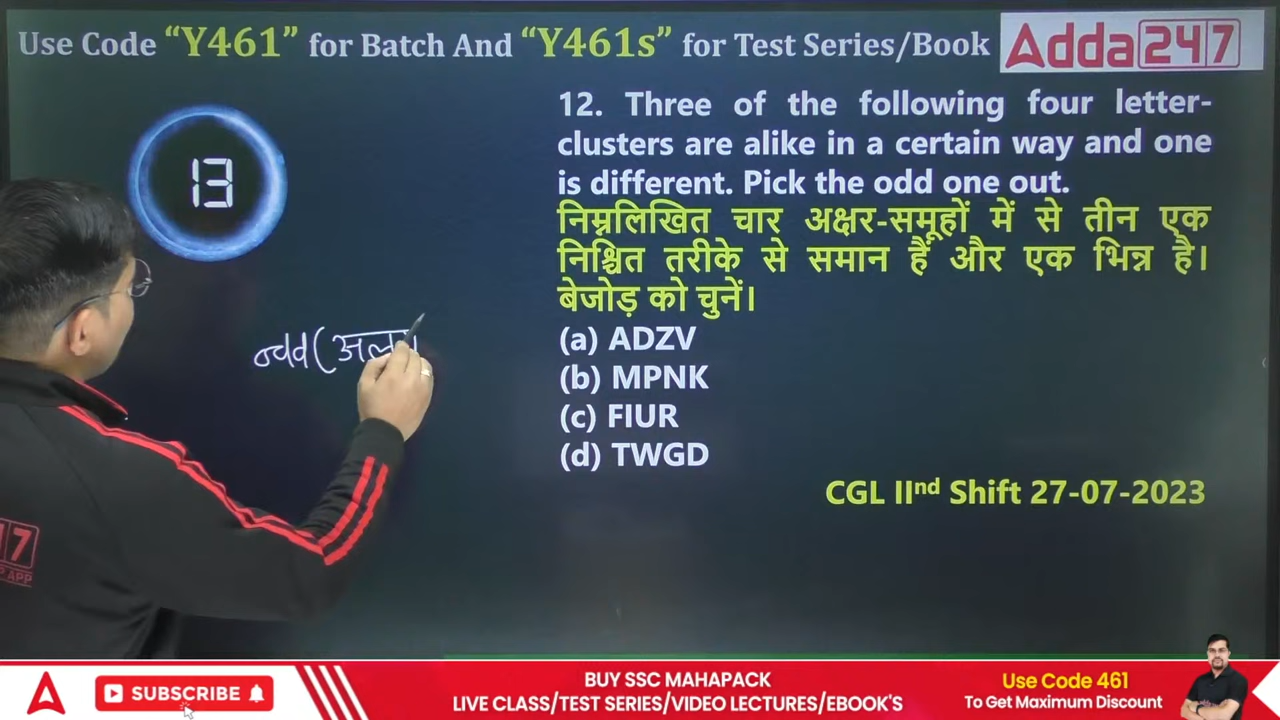 Use Code “Y461” for Batch And “Y461s” for Test Series/Book
Adda247
13
12. Three of the following four letter-
clusters are alike in a certain way and one
is different. Pick the odd one out.
निम्नलिखित चार अक्षर-समूहों में से तीन एक
निश्चित तरीके से समान हैं और एक भिन्न है।
बेजोड़ को चुनें।
(a) ADZV
(b) MPNK
(c) FIUR
(d) TWGD
CGL IInd Shift 27-07-2023
17
P APP
SUBSCRIBE
BUY SSC MAHAPACK
LIVE CLASS/TEST SERIES/VIDEO LECTURES/EBOOK'S
Use Code 461
To Get Maximum Discount